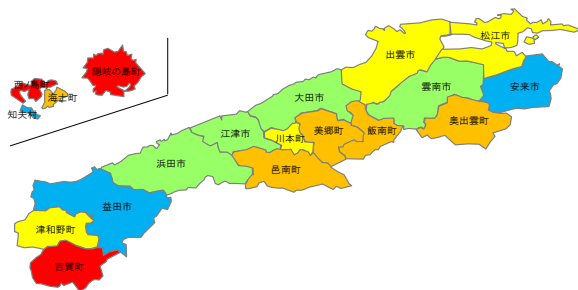 松江市
出雲市
隠岐の島町
西ノ島町
海士町
知夫村
安来市
雲南市
大田市
奥出雲町
飯南町
美郷町
川本町
江津市
浜田市
邑南町
益田市
津和野町
吉賀町